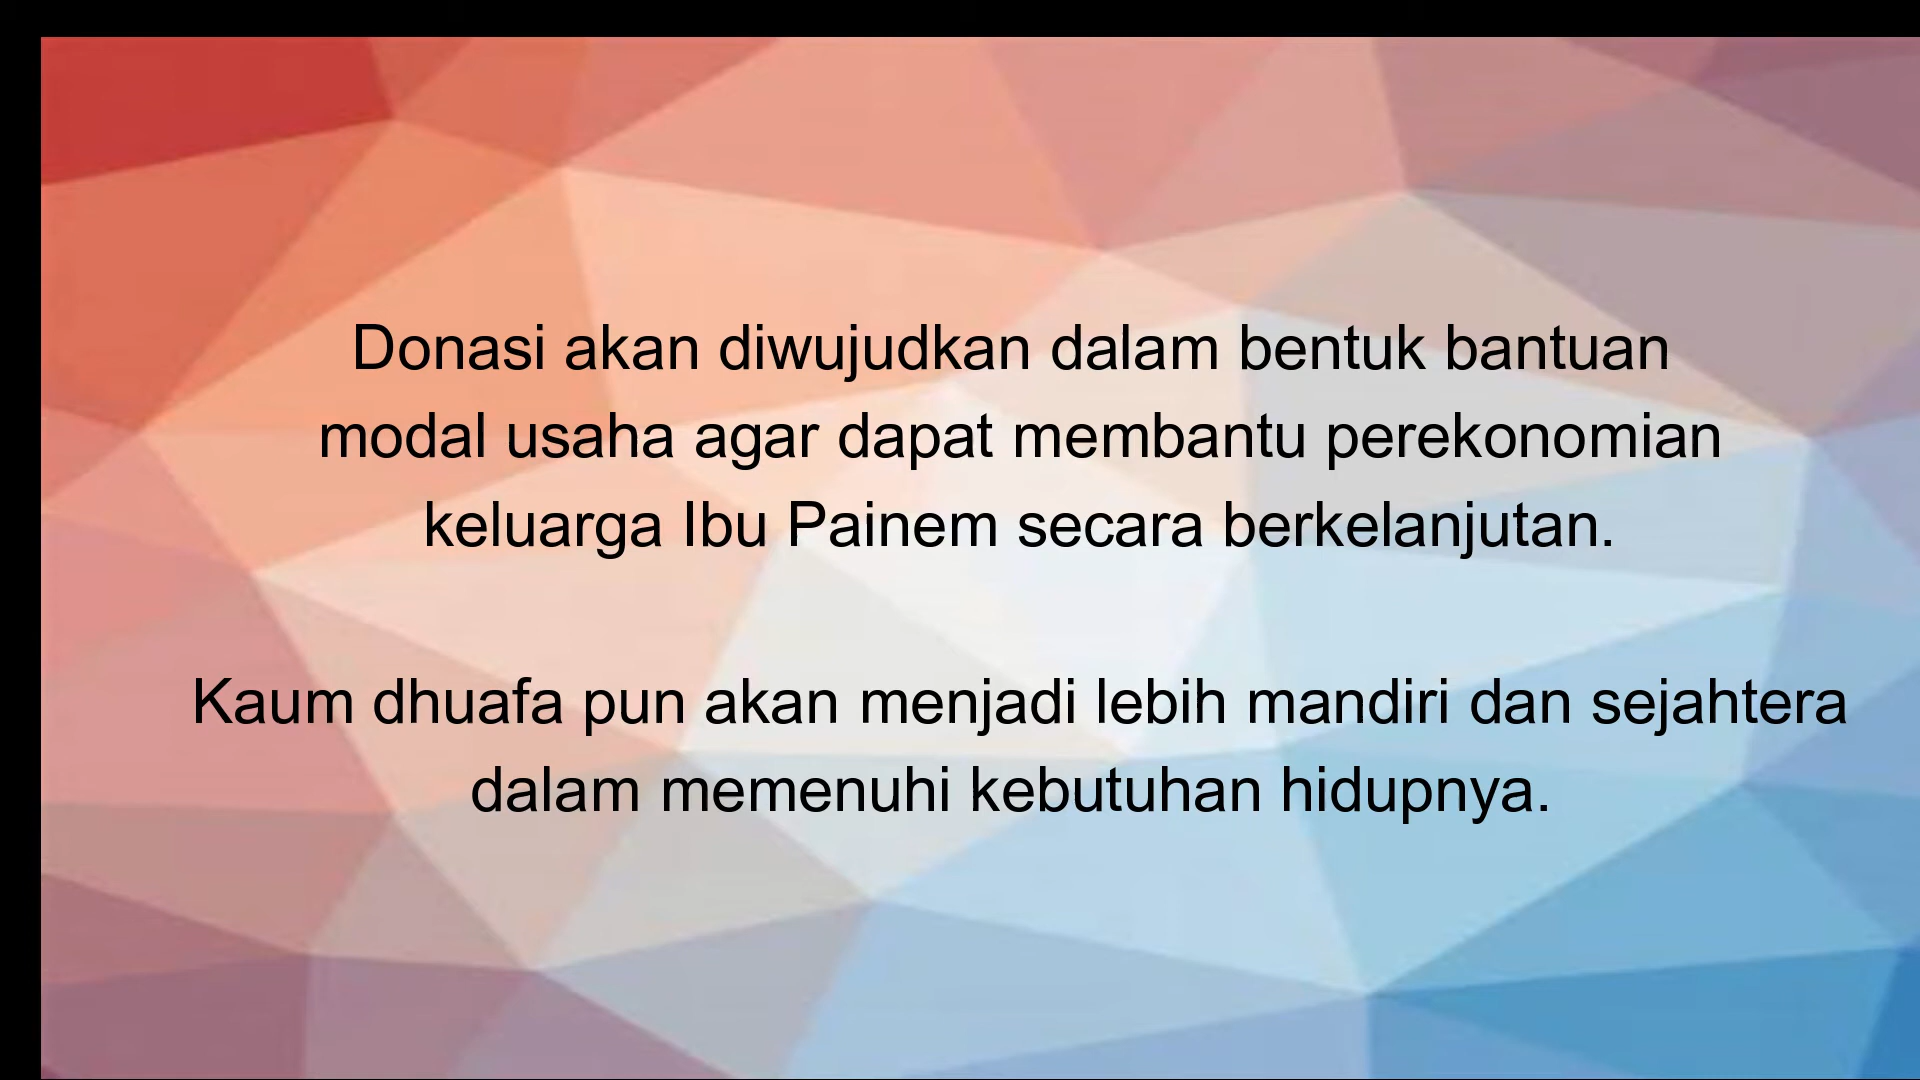 Donasi akan diwujudkan dalam bentuk bantuan
modal usaha agar dapat membantu perekonomian
keluarga Ibu Painem secara berkelanjutan.
Kaum dhuafa pun akan menjadi lebih mandiri dan sejahtera
dalam memenuhi kebutuhan hidupnya.